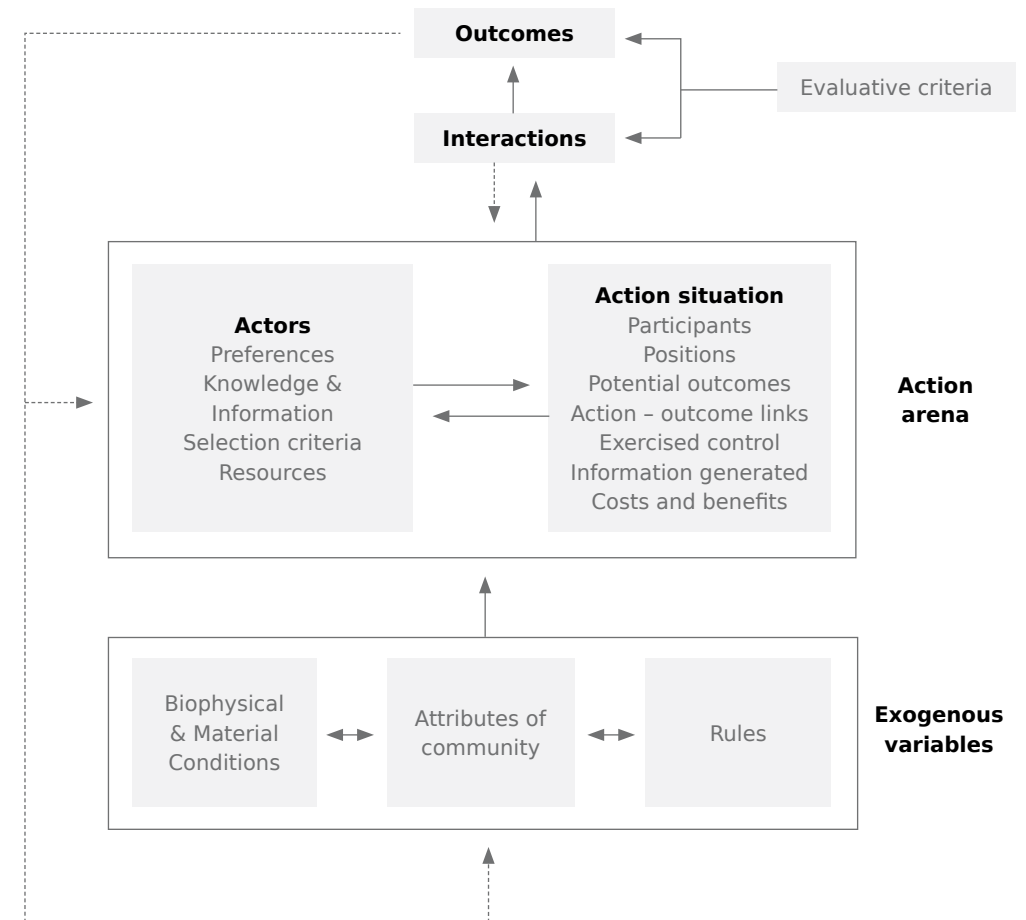 Outcomes
Evaluative criteria
Interactions
Actors
Preferences
Knowledge &
Information
Selection criteria
Resources
Action situation
Participants
Positions
Potential outcomes
Action – outcome links
Exercised control
Information generated
Costs and benefits
Action
arena
Biophysical
& Material
Conditions
Attributes of
community
Rules
Exogenous
variables